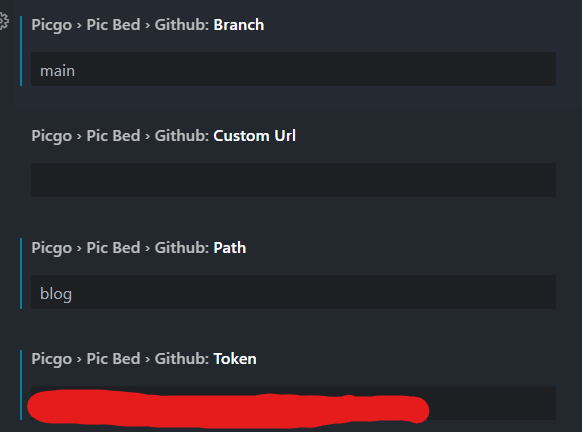 Picgo › Pic Bed › Github: Branch
main
Picgo › Pic Bed › Github: Custom Url
Picgo › Pic Bed › Github: Path
blog
Picgo › Pic Bed › Github: Token